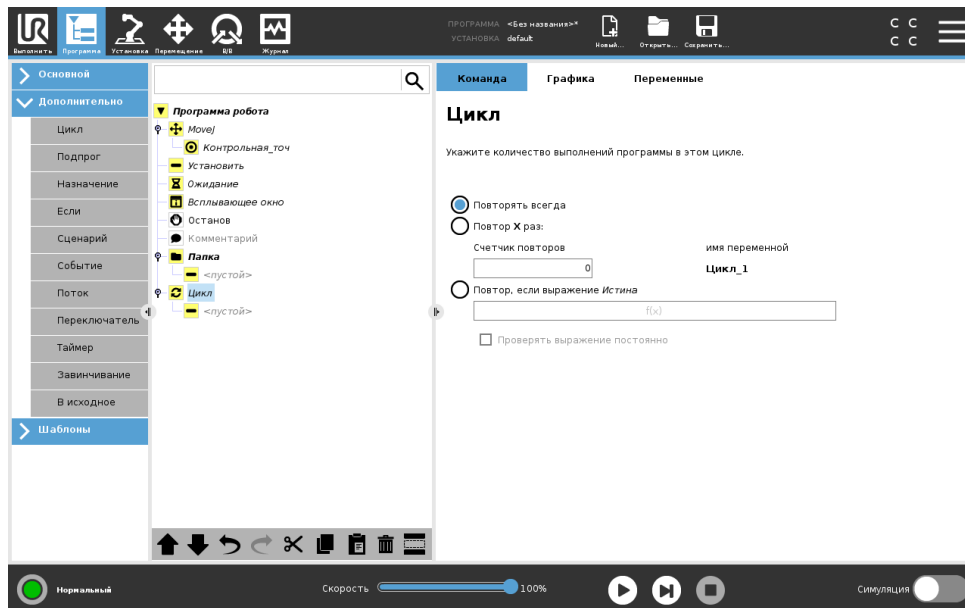 ПРОГРАММА <Без названия>*
УСТАНОВКА default
Выполнить Программа Установка Перемещение В/В Журнал
Новый... Открыть... Сохранить...
C C
C C
Основной
Дополнительно
Цикл
Подпрог
Назначение
Если
Сценарий
Событие
Поток
Переключатель
Таймер
Завинчивание
В исходное
Шаблоны
Программа робота
MoveJ
Контрольная_точ
Установить
Ожидание
Всплывающее окно
Останов
Комментарий
Папка
<пустой>
Цикл
<пустой>
Команда Графика Переменные
Цикл
Укажите количество выполнений программы в этом цикле.
Повторять всегда
Повтор X раз:
Счетчик повторов имя переменной
0 Цикл_1
Повтор, если выражение Истина
f(x)
Проверять выражение постоянно
Нормальный Скорость 100% Симуляция